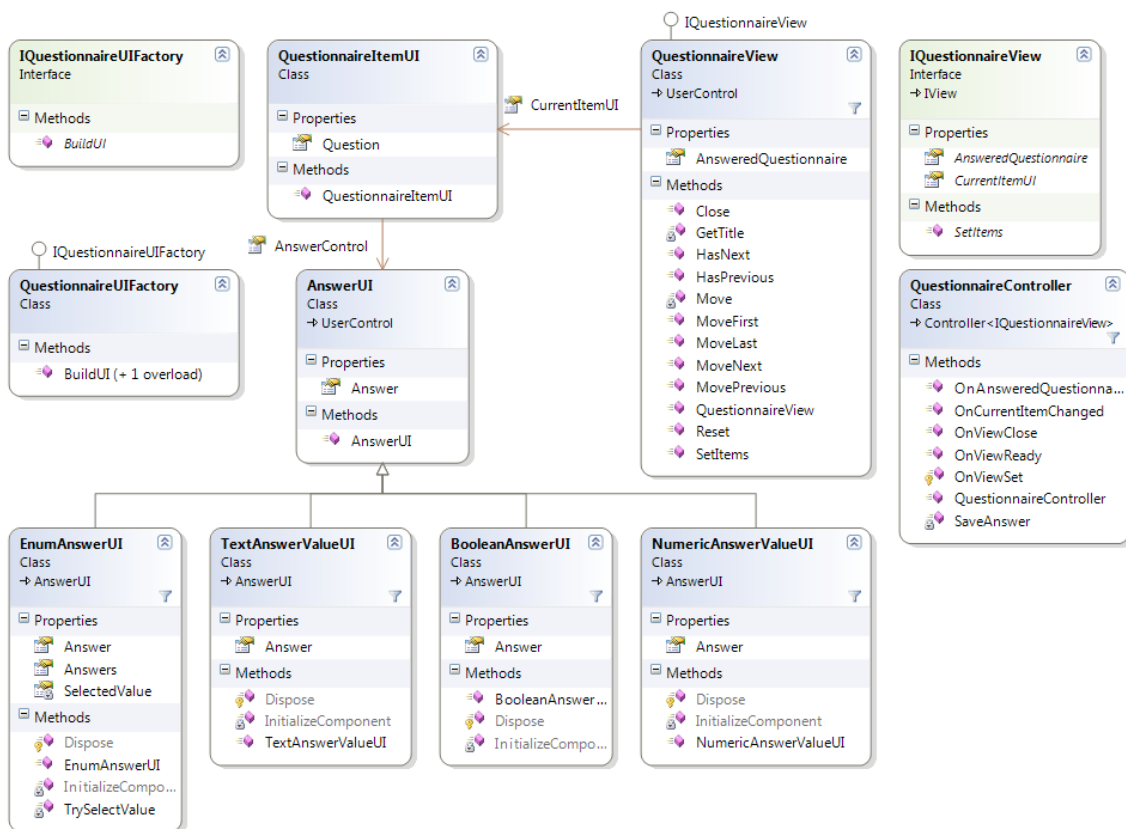 IQuestionnaireView
IQuestionnaireUIFactory
Interface
Methods
BuildUI
QuestionnaireItemUI
Class
Properties
Question
Methods
QuestionnaireItemUI
CurrentItemUI
QuestionnaireView
Class
UserControl
Properties
AnsweredQuestionnaire
Methods
Close
GetTitle
HasNext
HasPrevious
Move
MoveFirst
MoveLast
MoveNext
MovePrevious
QuestionnaireView
Reset
SetItems
IQuestionnaireView
Interface
IView
Properties
AnsweredQuestionnaire
CurrentItemUI
Methods
SetItems
IQuestionnaireUIFactory
QuestionnaireUIFactory
Class
Methods
BuildUI (+ 1 overload)
AnswerControl
AnswerUI
Class
UserControl
Properties
Answer
Methods
AnswerUI
QuestionnaireController
Class
Controller<IQuestionnaireView>
Methods
OnAnsweredQuestionna...
OnCurrentItemChanged
OnViewClose
OnViewReady
OnViewSet
QuestionnaireController
SaveAnswer
EnumAnswerUI
Class
AnswerUI
Properties
Answer
Answers
SelectedValue
Methods
Dispose
EnumAnswerUI
InitializeCompo...
TrySelectValue
TextAnswerValueUI
Class
AnswerUI
Properties
Answer
Methods
Dispose
InitializeComponent
TextAnswerValueUI
BooleanAnswerUI
Class
AnswerUI
Properties
Answer
Methods
BooleanAnswer...
Dispose
InitializeCompo...
NumericAnswerValueUI
Class
AnswerUI
Properties
Answer
Methods
Dispose
InitializeComponent
NumericAnswerValueUI